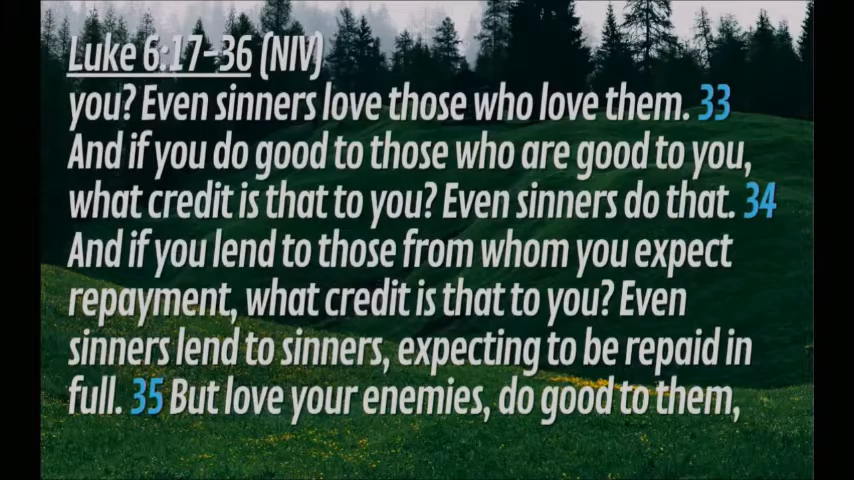 Luke 6:17-36 (NIV)
you? Even sinners love those who love them. 33
And if you do good to those who are good to you,
what credit is that to you? Even sinners do that. 34
And if you lend to those from whom you expect
repayment, what credit is that to you? Even
sinners lend to sinners, expecting to be repaid in
full. 35 But love your enemies, do good to them,